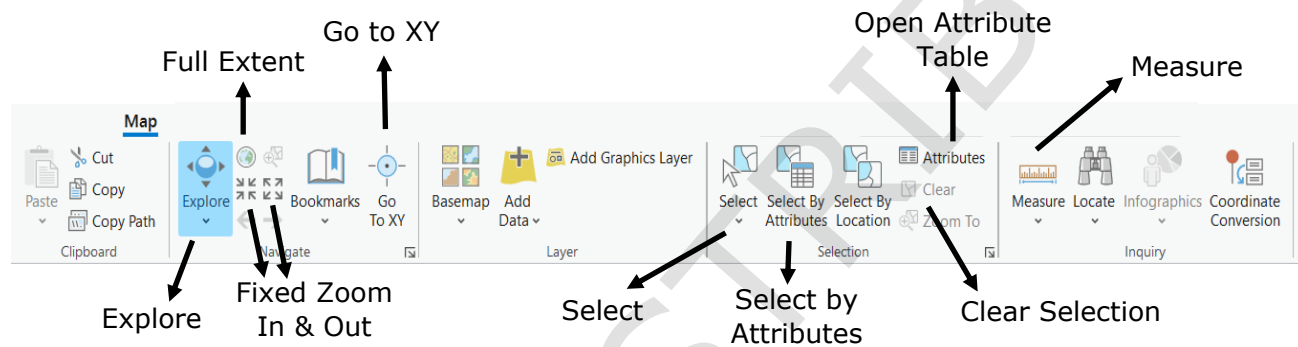 Open Attribute
Table
Go to XY
Full Extent
Measure
Map
Cut
Copy
Copy Path
Paste
Explore
Bookmarks
Go
To XY
Basemap
Add
Data
Add Graphics Layer
Select
Select By
Attributes
Select By
Location
Attributes
Clear
Zoom To
Measure
Locate
Infographics
Coordinate
Conversion
Clipboard
Navigate
Layer
Selection
Inquiry
Explore
Fixed Zoom
In & Out
Select
Select by
Attributes
Clear Selection
STRIB